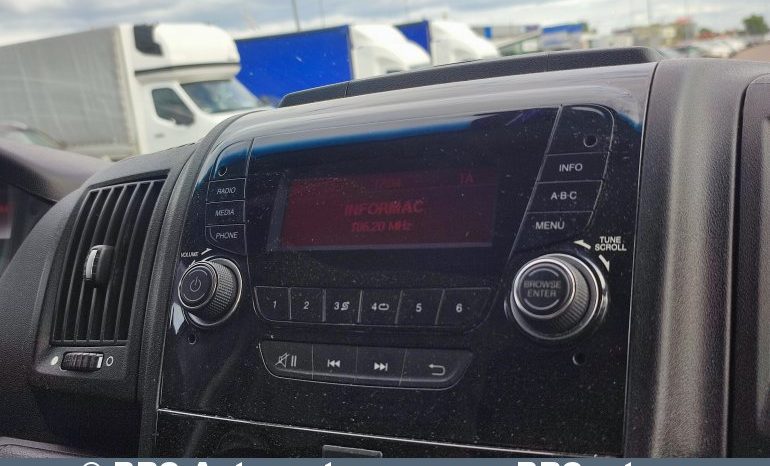 TA
INFORMAC
106.20 MHz
RADIO
MEDIA
PHONE
INFO
A·B·C
MENU
VOLUME
TUNE
SCROLL
BROWSE
ENTER
1 2 3 4 5 6